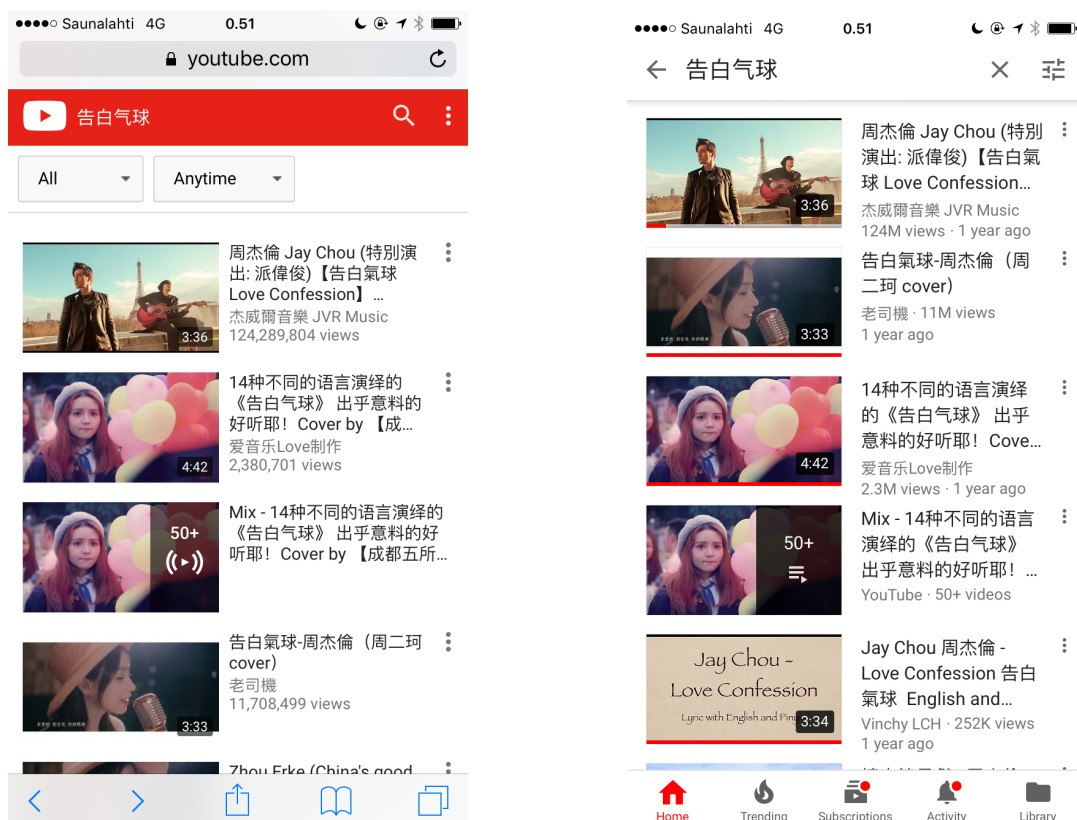 Saunalahti 4G 0.51
youtube.com
告白气球
All
Anytime
3:36
周杰倫 Jay Chou (特別演
出: 派偉俊)【告白氣球
Love Confession】...
杰威爾音樂 JVR Music
124,289,804 views
4:42
14种不同的语言演绎的
《告白气球》 出乎意料的
好听耶！Cover by 【成...
爱音乐Love制作
2,380,701 views
50+
Mix - 14种不同的语言演绎的
《告白气球》 出乎意料的好
听耶！Cover by 【成都五所...
3:33
告白氣球-周杰倫（周二珂
cover）
老司機
11,708,499 views
Zhou Erke (China's good
Saunalahti 4G 0.51
告白气球
3:36
周杰倫 Jay Chou (特別
演出: 派偉俊)【告白氣
球 Love Confession...
杰威爾音樂 JVR Music
124M views · 1 year ago
3:33
告白氣球-周杰倫（周
二珂 cover）
老司機 · 11M views
1 year ago
4:42
14种不同的语言演绎
的《告白气球》 出乎
意料的好听耶！Cove...
爱音乐Love制作
2.3M views · 1 year ago
50+
Mix - 14种不同的语言
演绎的《告白气球》
出乎意料的好听耶！...
YouTube · 50+ videos
Jay Chou -
Love Confession
Lyric with English and
3:34
Jay Chou 周杰倫 -
Love Confession 告白
氣球 English and...
Vinchy LCH · 252K views
1 year ago
Home
Trending
Subscriptions
Activity
Library